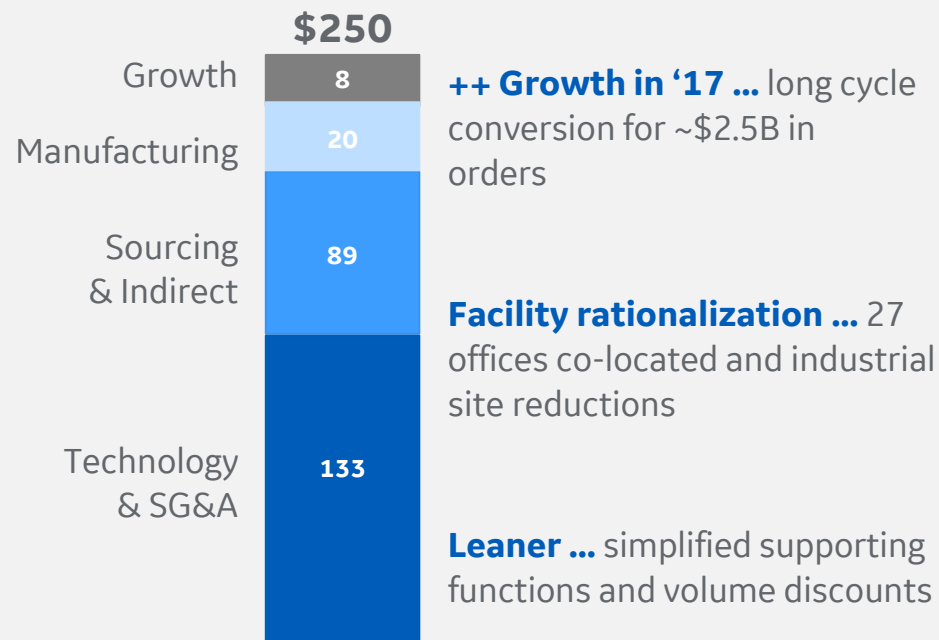 $250
Growth
8
Manufacturing
20
Sourcing
& Indirect
89
Technology
& SG&A
133
++ Growth in ‘17 ... long cycle
conversion for ~$2.5B in
orders
Facility rationalization ... 27
offices co-located and industrial
site reductions
Leaner ... simplified supporting
functions and volume discounts